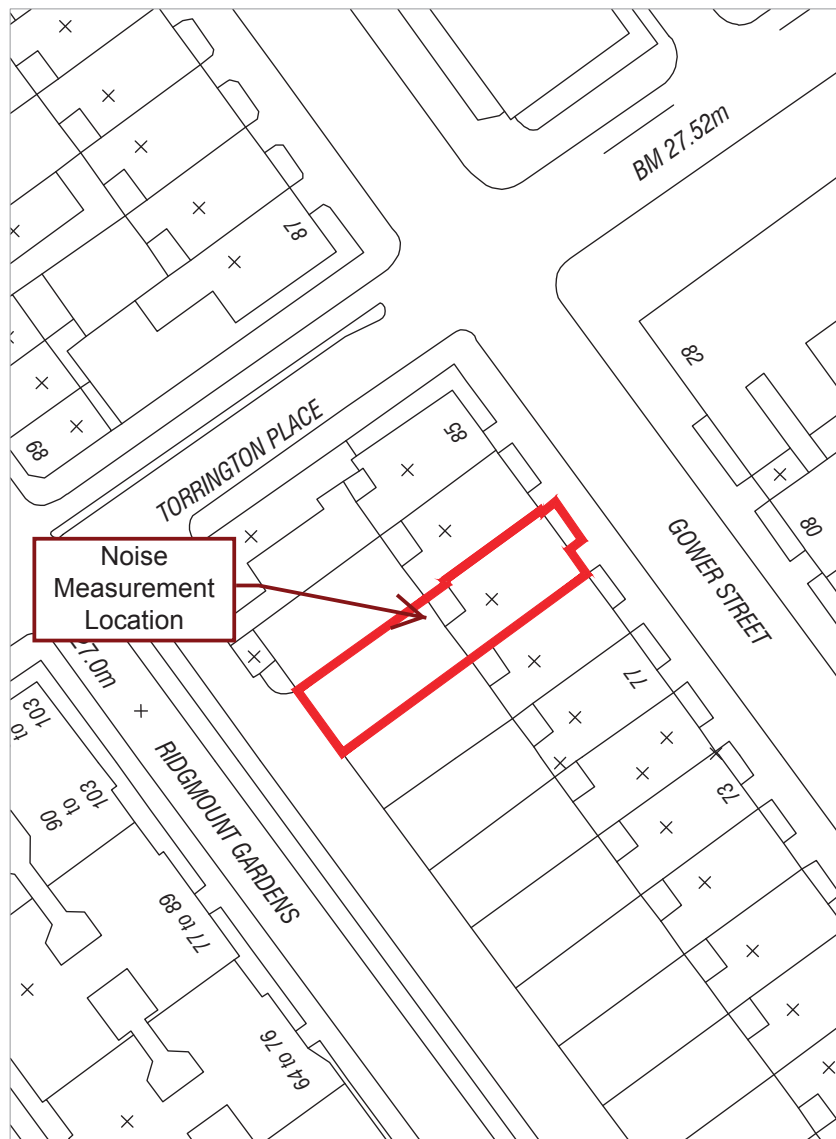 BM 27.52m
87
82
89
TORRINGTON PLACE
85
80
GOWER STREET
Noise
Measurement
Location
27.0m
77
73
RIDGMOUNT GARDENS
to
103
90
to
103
77 to 89
64 to 76